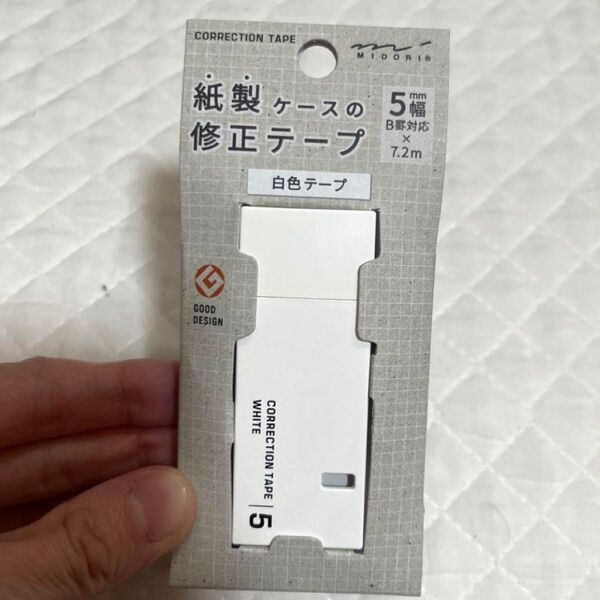 CORRECTION TAPE
MIDORI®
紙製ケースの
修正テープ
5mm幅
B罫対応
×
7.2m
白色テープ
G
GOOD
DESIGN
CORRECTION TAPE
WHITE
5